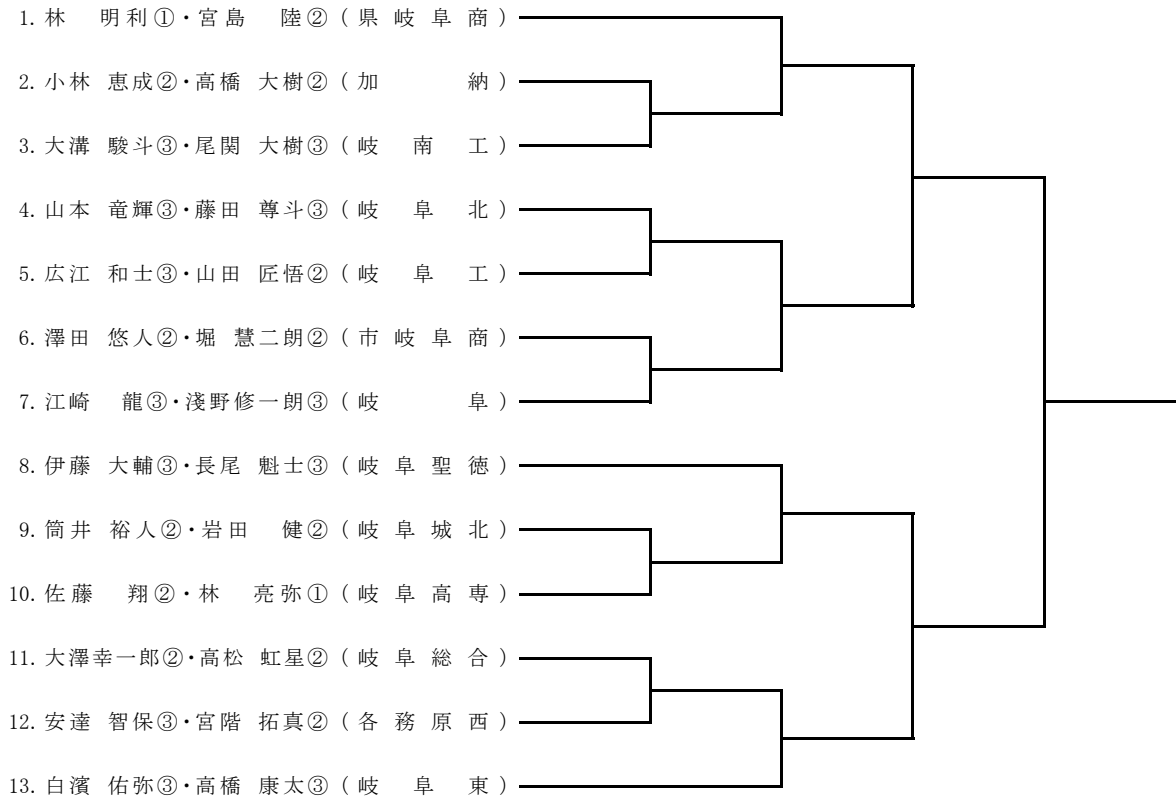 1. 林 明利①・宮島 陸②（県岐阜商）
2. 小林 恵成②・高橋 大樹②（加納）
3. 大溝 駿斗③・尾関 大樹③（岐南工）
4. 山本 竜輝③・藤田 尊斗③（岐阜北）
5. 広江 和士③・山田 匠悟②（岐阜工）
6. 澤田 悠人②・堀 慧二朗②（市岐阜商）
7. 江崎 龍③・淺野修一朗③（岐阜）
8. 伊藤 大輔③・長尾 魁士③（岐阜聖徳）
9. 筒井 裕人②・岩田 健②（岐阜城北）
10. 佐藤 翔②・林 亮弥①（岐阜高専）
11. 大澤幸一郎②・高松 虹星②（岐阜総合）
12. 安達 智保③・宮階 拓真②（各務原西）
13. 白濱 佑弥③・高橋 康太③（岐阜東）